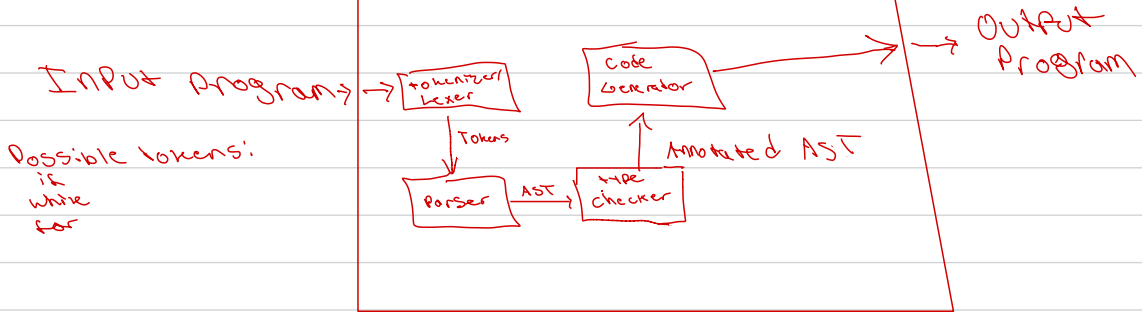 Input Program
Tokenizer/
Lexer
Tokens
Parser
AST
type
checker
Annotated AST
Code
Generator
Output
Program
Possible tokens:
if
while
for